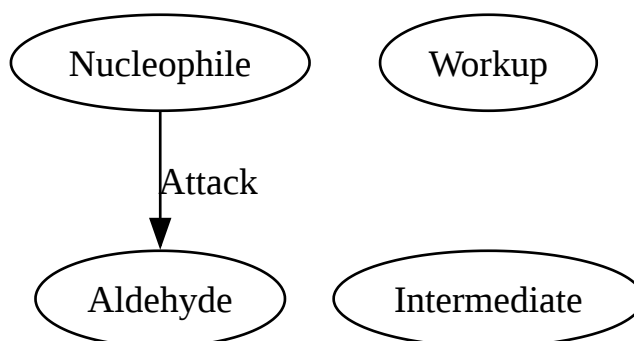 Nucleophile
Workup
Attack
Aldehyde
Intermediate